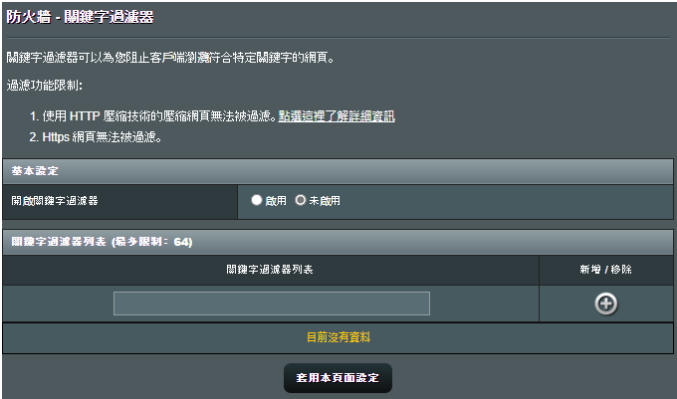 防火牆 - 關鍵字過濾器
關鍵字過濾器可以為您阻止客戶端瀏覽符合特定關鍵字的網頁。
過濾功能限制:
1. 使用 HTTP 壓縮技術的壓縮網頁無法被過濾。點選這裡了解詳細資訊
2. Https 網頁無法被過濾。
基本設定
開啟關鍵字過濾器
啟用 未啟用
關鍵字過濾器列表 (最多限制: 64)
關鍵字過濾器列表 新增 / 移除
目前沒有資料
套用本頁面設定